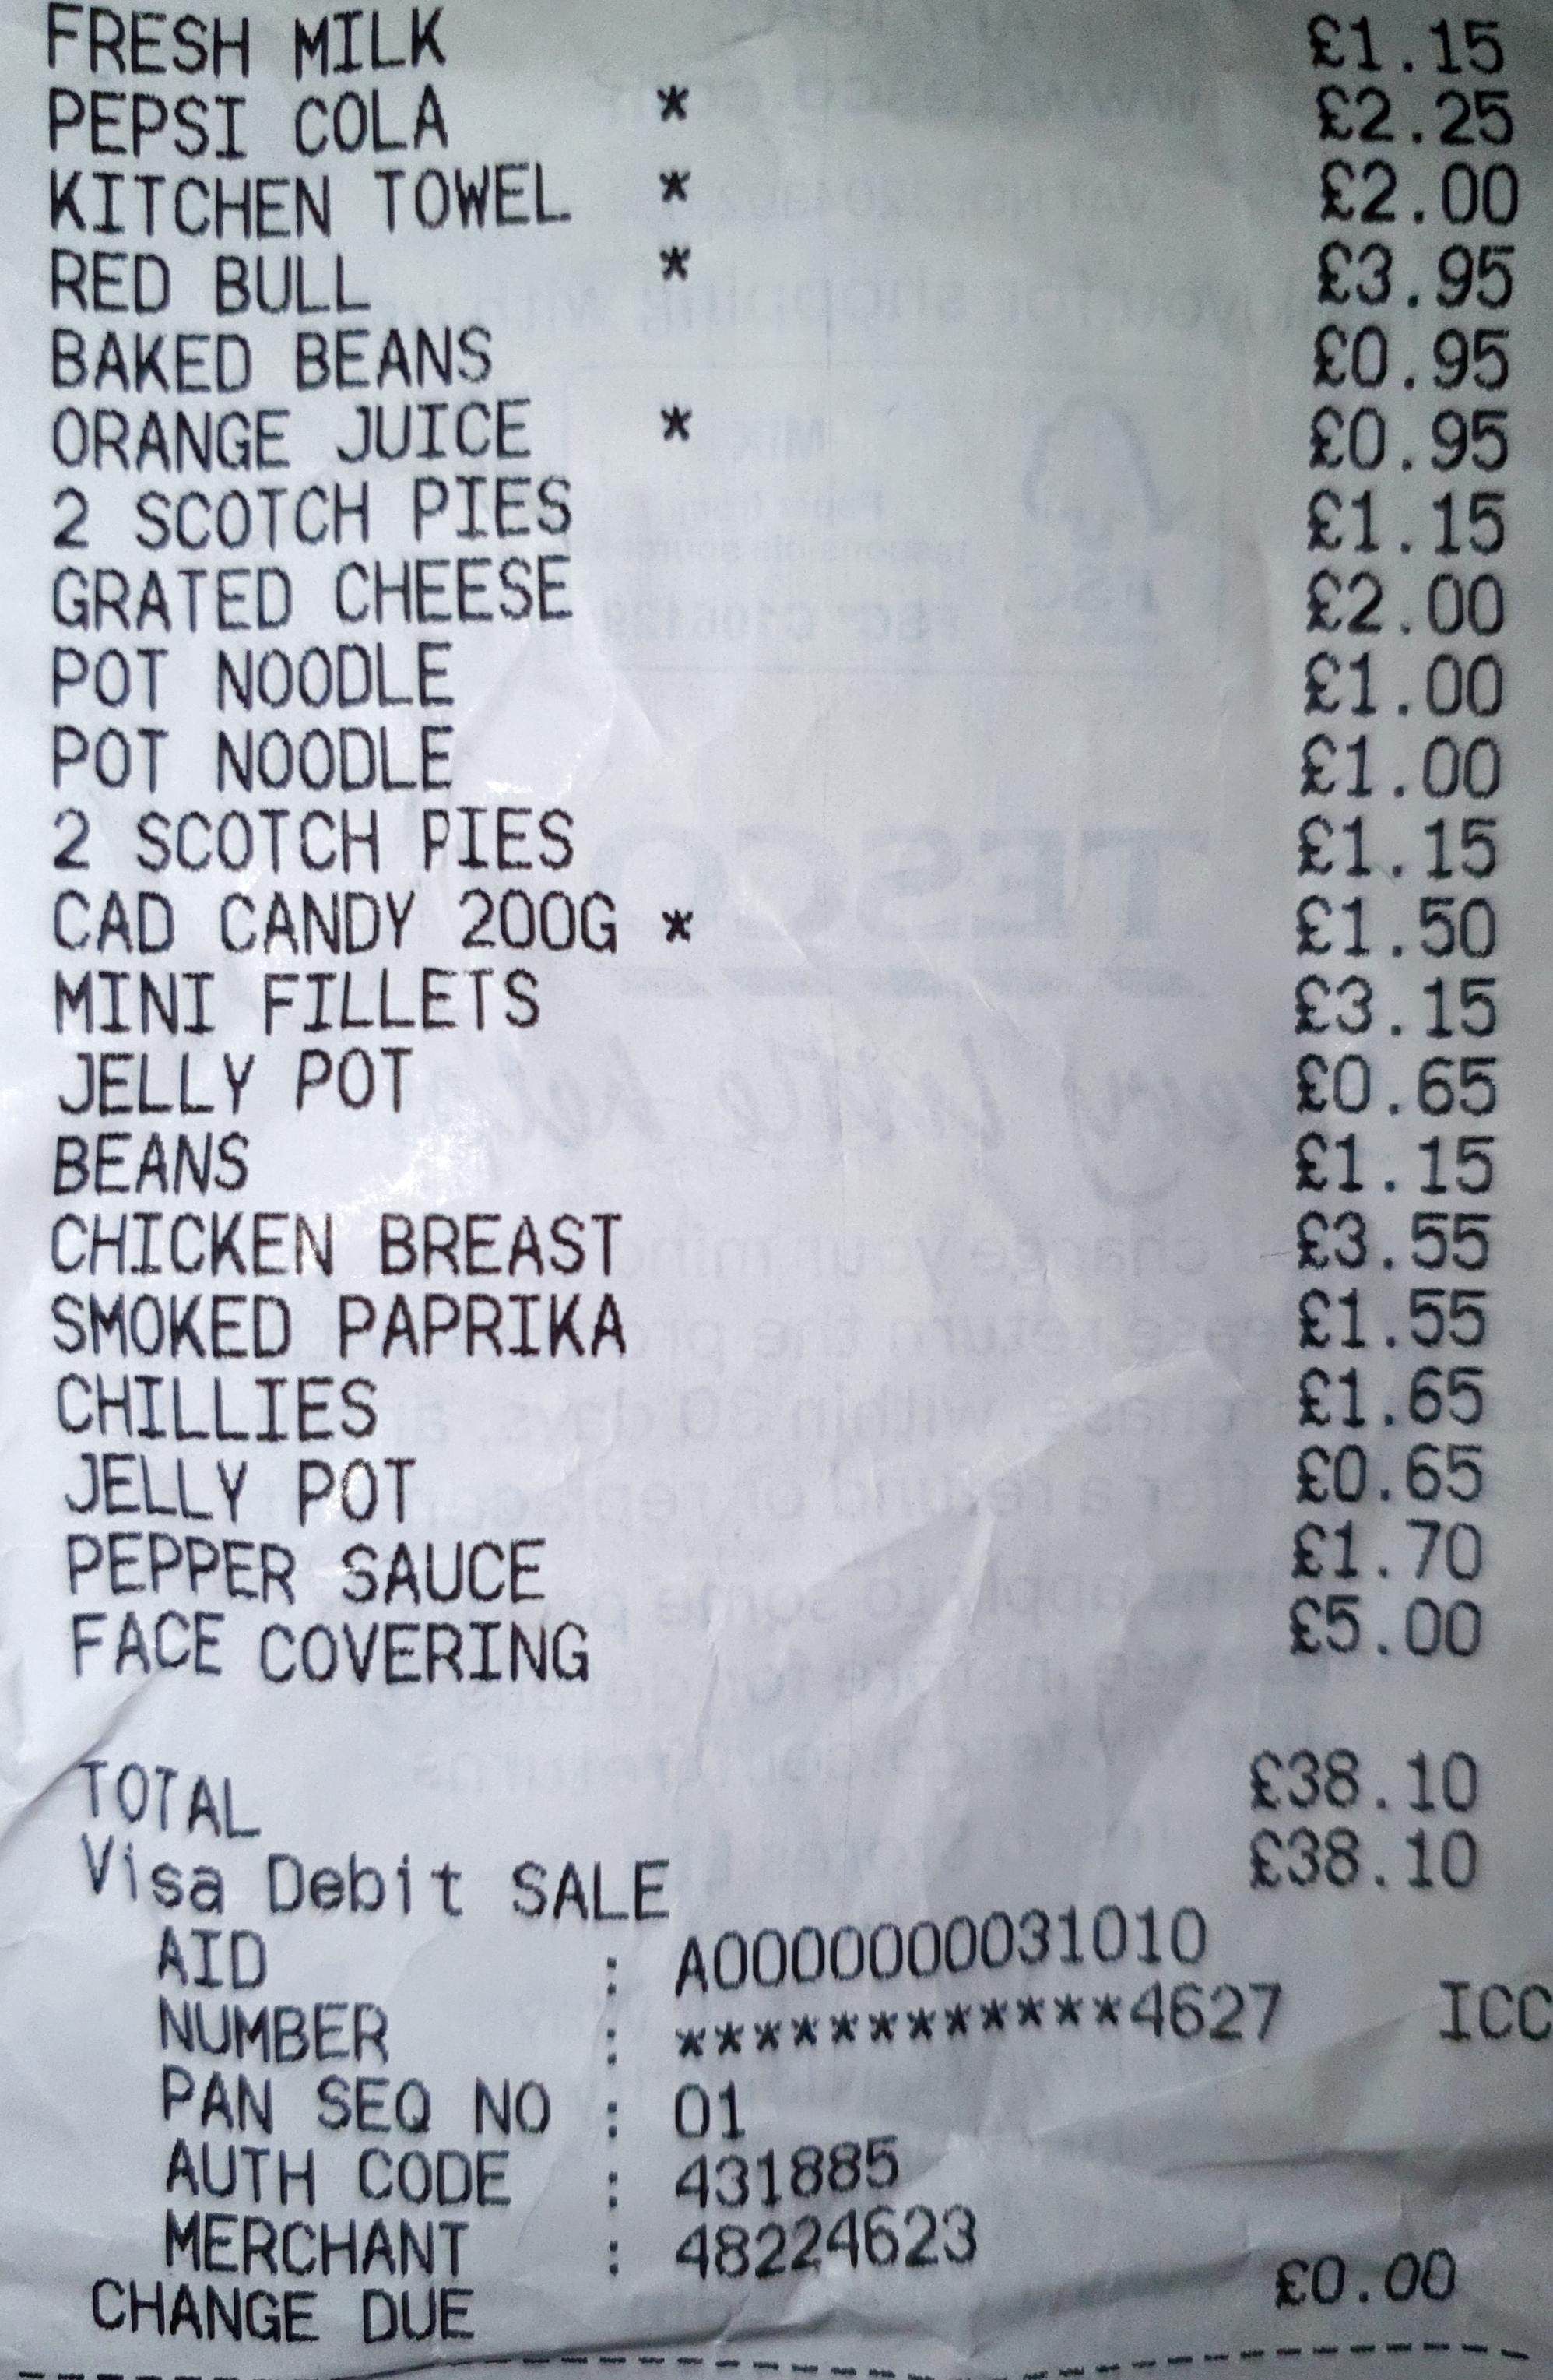 FRESH MILK £1.15
PEPSI COLA * £2.25
KITCHEN TOWEL * £2.00
RED BULL * £3.95
BAKED BEANS £0.95
ORANGE JUICE * £0.95
2 SCOTCH PIES £1.15
GRATED CHEESE £2.00
POT NOODLE £1.00
POT NOODLE £1.00
2 SCOTCH PIES £1.15
CAD CANDY 200G * £1.50
MINI FILLETS £3.15
JELLY POT £0.65
BEANS £1.15
CHICKEN BREAST £3.55
SMOKED PAPRIKA £1.55
CHILLIES £1.65
JELLY POT £0.65
PEPPER SAUCE £1.70
FACE COVERING £5.00
TOTAL £38.10
Visa Debit SALE £38.10
AID : A0000000031010
NUMBER : ************4627 ICC
PAN SEQ NO : 01
AUTH CODE : 431885
MERCHANT : 48224623
CHANGE DUE £0.00